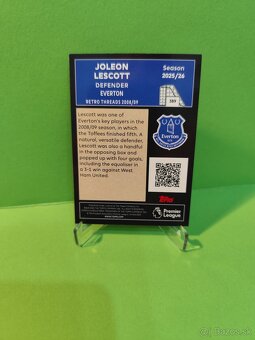 JOLEON
LESCOTT
DEFENDER
EVERTON
RETRO THREADS 2008/09
Season
2025/26
Lescott was one of
Everton's key players in the
2008/09 season, in which
the Toffees finished fifth. A
natural, versatile defender,
Lescott was also a handful
in the opposing box and
popped up with four goals,
including the equaliser in
a 3-1 win against West
Ham United.
Everton
Topps
Premier
League